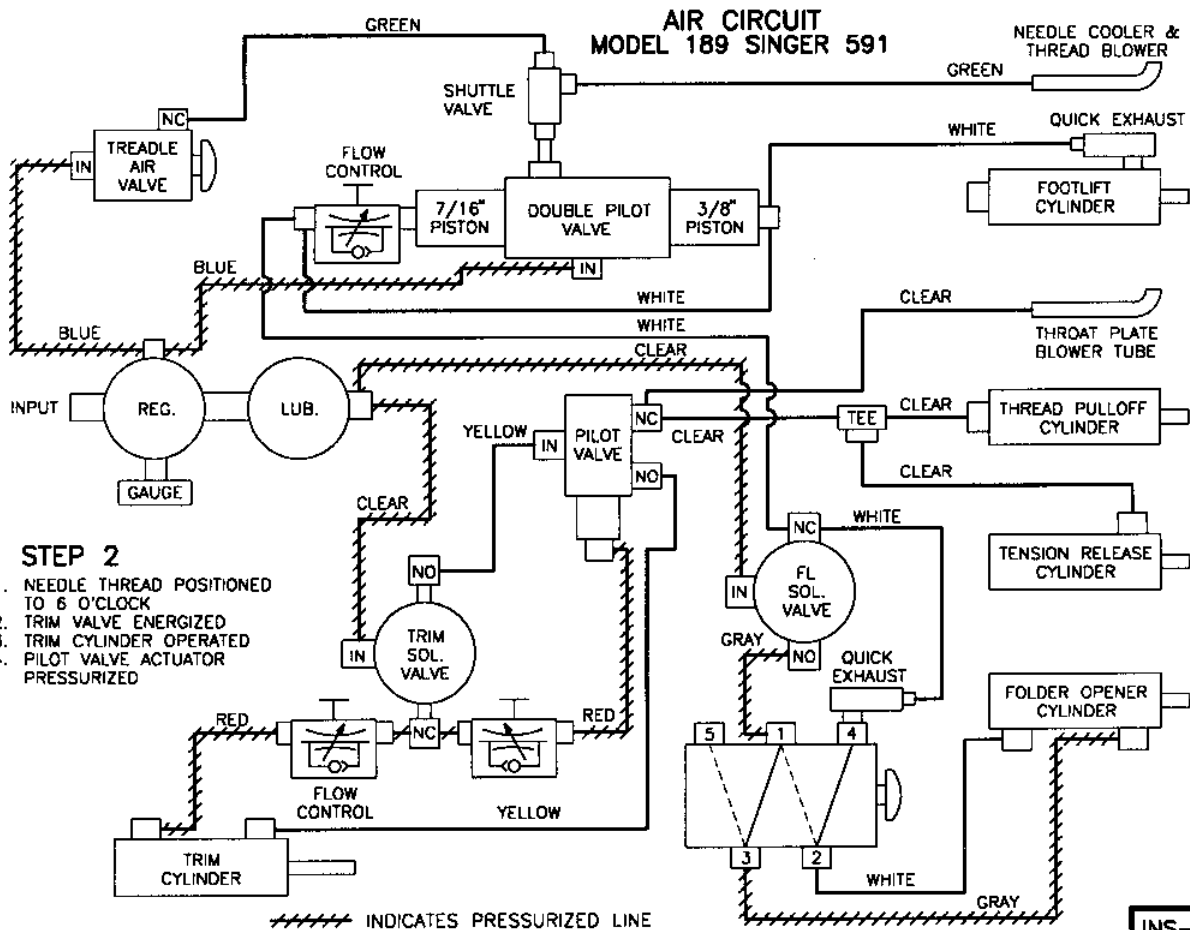 AIR CIRCUIT
MODEL 189 SINGER 591
NEEDLE COOLER &
THREAD BLOWER
GREEN
GREEN
SHUTTLE
VALVE
WHITE
QUICK EXHAUST
NC
TREADLE
AIR
VALVE
IN
FLOW
CONTROL
FOOTLIFT
CYLINDER
7/16"
PISTON
DOUBLE PILOT
VALVE
3/8"
PISTON
IN
BLUE
WHITE
CLEAR
WHITE
BLUE
CLEAR
THROAT PLATE
BLOWER TUBE
INPUT
REG.
LUB.
GAUGE
YELLOW
IN
PILOT
VALVE
NC
NO
CLEAR
TEE
CLEAR
THREAD PULLOFF
CYLINDER
CLEAR
CLEAR
NC
WHITE
TENSION RELEASE
CYLINDER
STEP 2
. NEEDLE THREAD POSITIONED
TO 6 O'CLOCK
2. TRIM VALVE ENERGIZED
3. TRIM CYLINDER OPERATED
. PILOT VALVE ACTUATOR
PRESSURIZED
NO
IN
TRIM
SOL.
VALVE
NC
IN
FL
SOL.
VALVE
GRAY
NO
QUICK
EXHAUST
FOLDER OPENER
CYLINDER
RED
RED
FLOW
CONTROL
YELLOW
5
1
4
3
2
TRIM
CYLINDER
WHITE
GRAY
INDICATES PRESSURIZED LINE
INS-